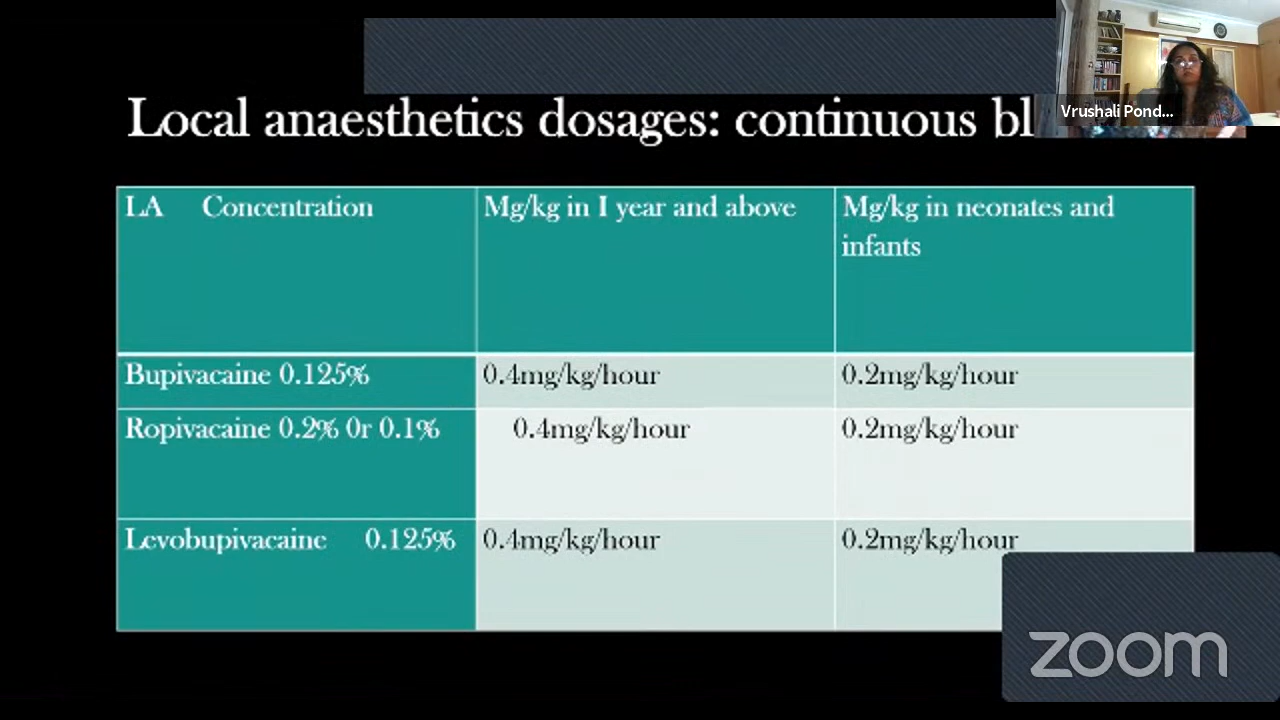 Vrushali Pond...
Local anaesthetics dosages: continuous bl
LA Concentration
Mg/kg in 1 year and above
Mg/kg in neonates and
infants
Bupivacaine 0.125%
0.4mg/kg/hour
0.2mg/kg/hour
Ropivacaine 0.2% 0r 0.1%
0.4mg/kg/hour
0.2mg/kg/hour
Levobupivacaine 0.125%
0.4mg/kg/hour
0.2mg/kg/hour
zoom